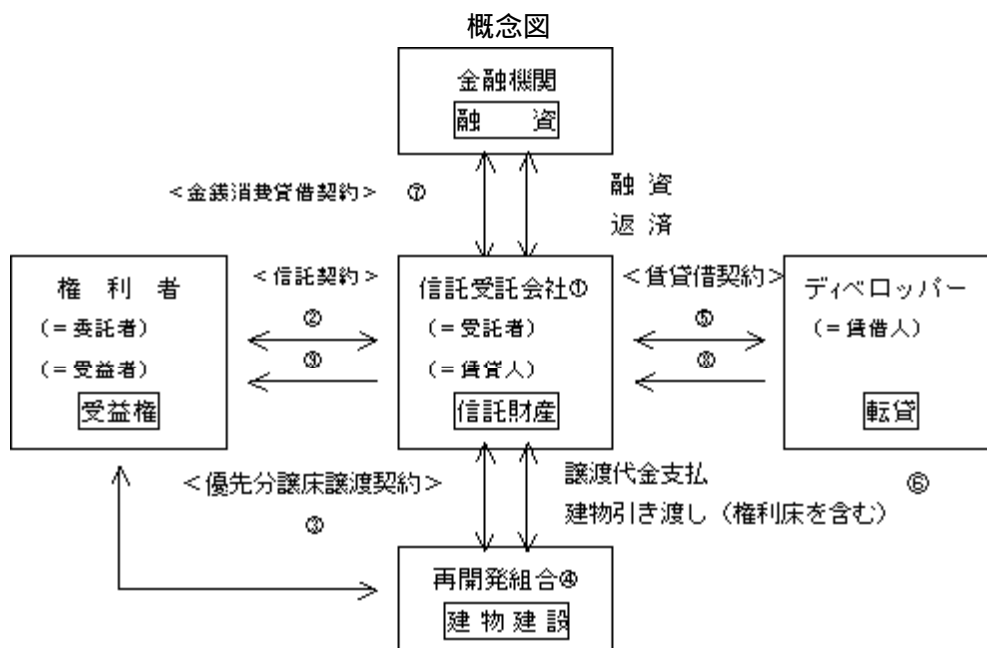 概念図
金融機関
融 資
＜金銭消費貸借契約＞ ⑦
融 資
返 済
権 利 者
（＝委託者）
（＝受益者）
受益権
＜信託契約＞
②
⑨
信託受託会社①
（＝受託者）
（＝賃貸人）
信託財産
＜賃貸借契約＞
⑤
⑧
ディベロッパー
（＝賃借人）
転貸
⑥
＜優先分譲床譲渡契約＞
③
譲渡代金支払
建物引き渡し（権利床を含む）
再開発組合④
建 物 建 設